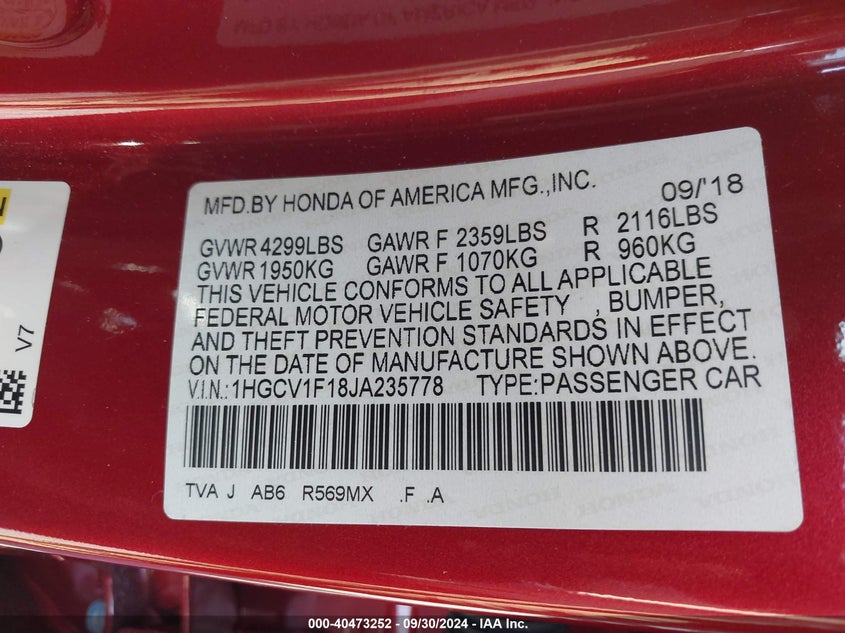 MFD.BY HONDA OF AMERICA MFG.,INC. 09/'18
GVWR 4299LBS GAWR F 2359LBS R 2116LBS
GVWR 1950KG GAWR F 1070KG R 960KG
THIS VEHICLE CONFORMS TO ALL APPLICABLE
FEDERAL MOTOR VEHICLE SAFETY , BUMPER,
AND THEFT PREVENTION STANDARDS IN EFFECT
ON THE DATE OF MANUFACTURE SHOWN ABOVE.
V.I.N.:1HGCV1F18JA235778 TYPE:PASSENGER CAR
TVA J AB6 R569MX .F .A
V7
000-40473252 - 09/30/2024 - IAA Inc.